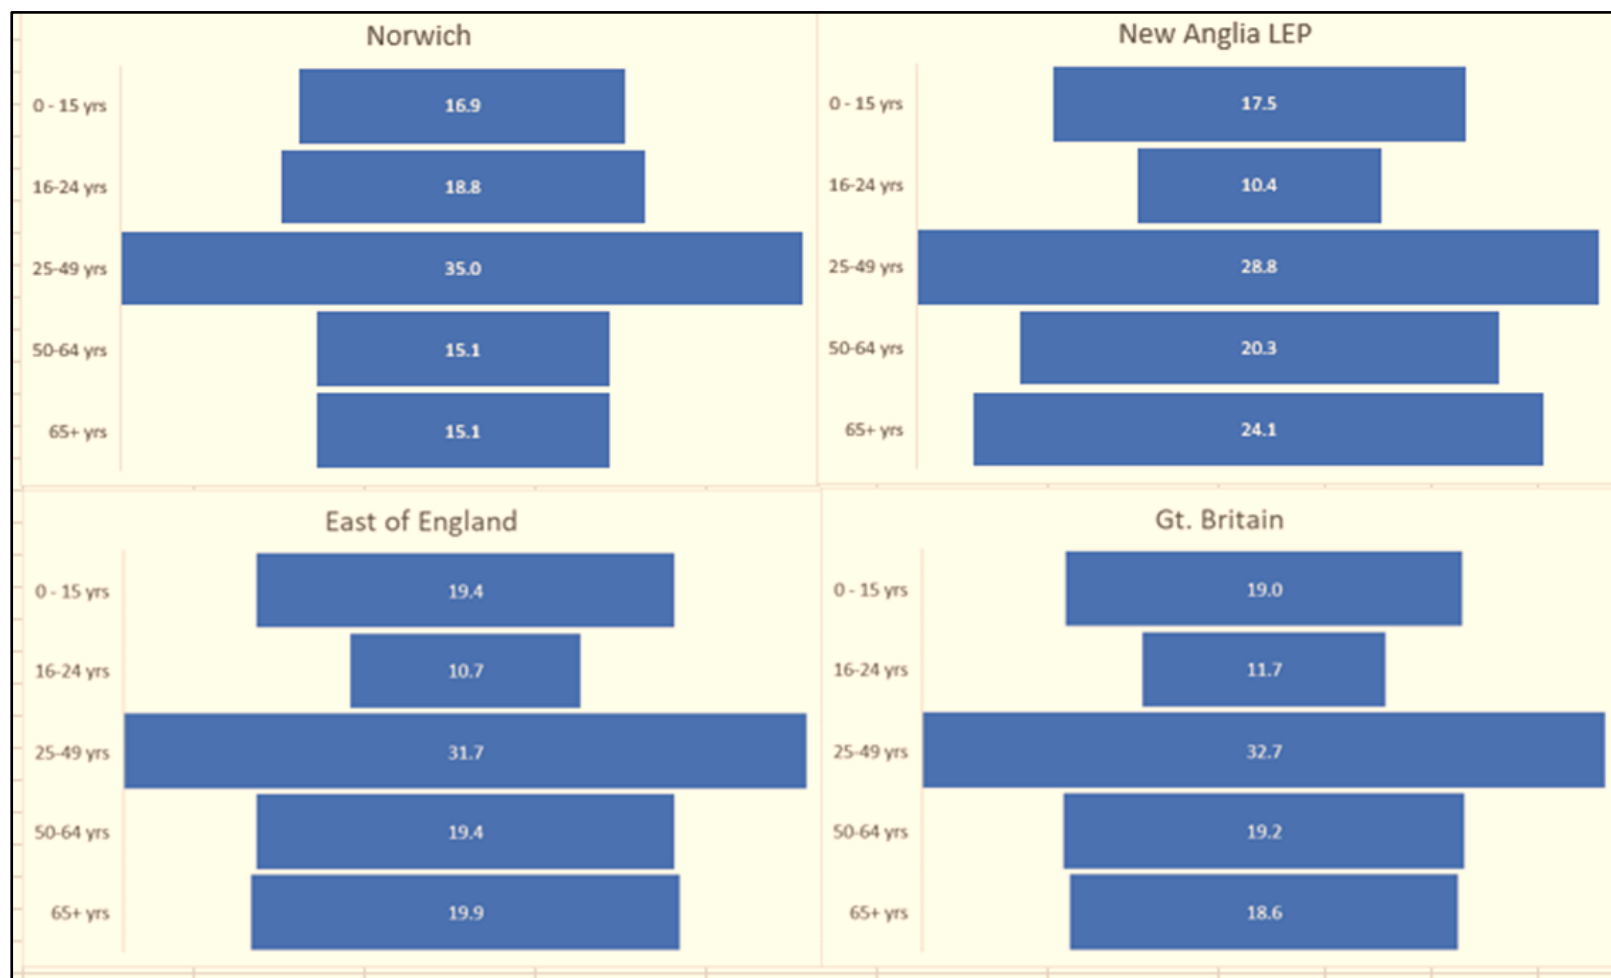 Norwich
0 - 15 yrs 16.9
16-24 yrs 18.8
25-49 yrs 35.0
50-64 yrs 15.1
65+ yrs 15.1
New Anglia LEP
0 - 15 yrs 17.5
16-24 yrs 10.4
25-49 yrs 28.8
50-64 yrs 20.3
65+ yrs 24.1
East of England
0 - 15 yrs 19.4
16-24 yrs 10.7
25-49 yrs 31.7
50-64 yrs 19.4
65+ yrs 19.9
Gt. Britain
0 - 15 yrs 19.0
16-24 yrs 11.7
25-49 yrs 32.7
50-64 yrs 19.2
65+ yrs 18.6